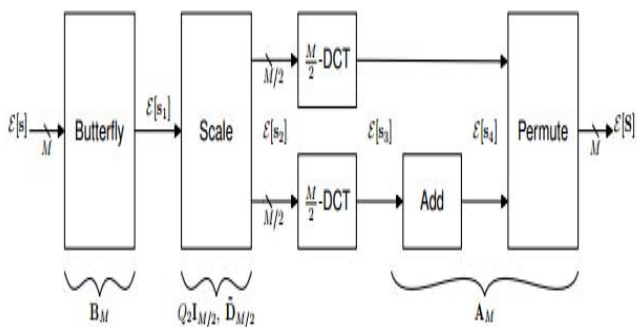 M/2
M/2-DCT
ℰ[s]
M
Butterfly
ℰ[s₁]
Scale
ℰ[s₂]
ℰ[s₃]
ℰ[s₄]
Permute
M
ℰ[S]
M/2
M/2-DCT
Add
B_M
Q₂I_{M/2}, D̃_{M/2}
A_M